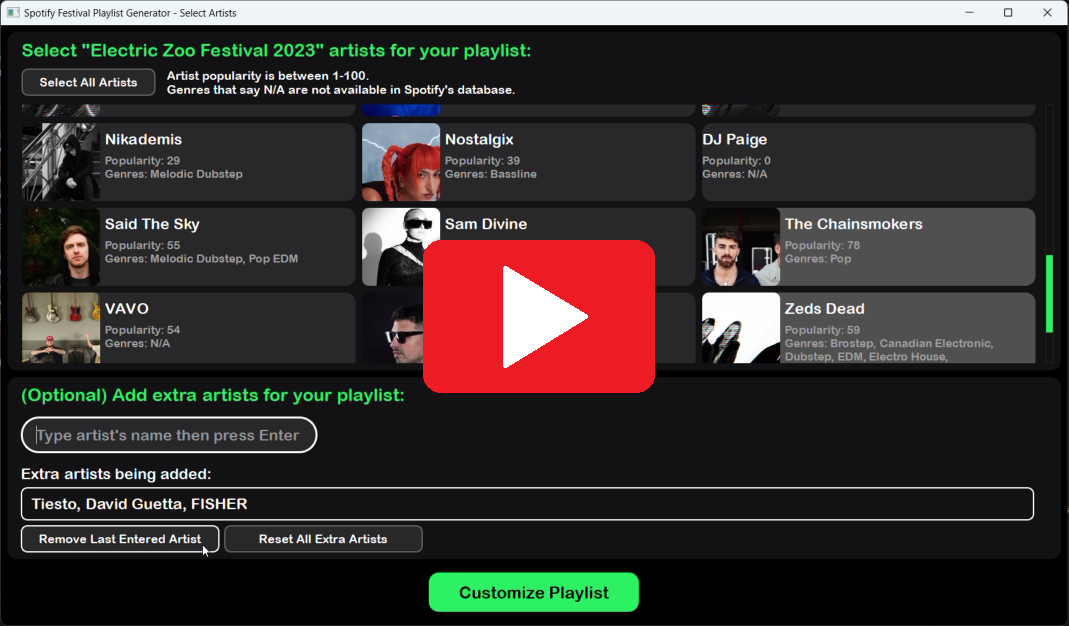 Spotify Festival Playlist Generator - Select Artists
Select "Electric Zoo Festival 2023" artists for your playlist:
Select All Artists
Artist popularity is between 1-100.
Genres that say N/A are not available in Spotify's database.
Nikademis
Popularity: 29
Genres: Melodic Dubstep
Nostalgix
Popularity: 39
Genres: Bassline
DJ Paige
Popularity: 0
Genres: N/A
Said The Sky
Popularity: 55
Genres: Melodic Dubstep, Pop EDM
Sam Divine
The Chainsmokers
Popularity: 78
Genres: Pop
VAVO
Popularity: 54
Genres: N/A
Zeds Dead
Popularity: 59
Genres: Brostep, Canadian Electronic,
Dubstep, EDM, Electro House,
(Optional) Add extra artists for your playlist:
Type artist's name then press Enter
Extra artists being added:
Tiesto, David Guetta, FISHER
Remove Last Entered Artist
Reset All Extra Artists
Customize Playlist